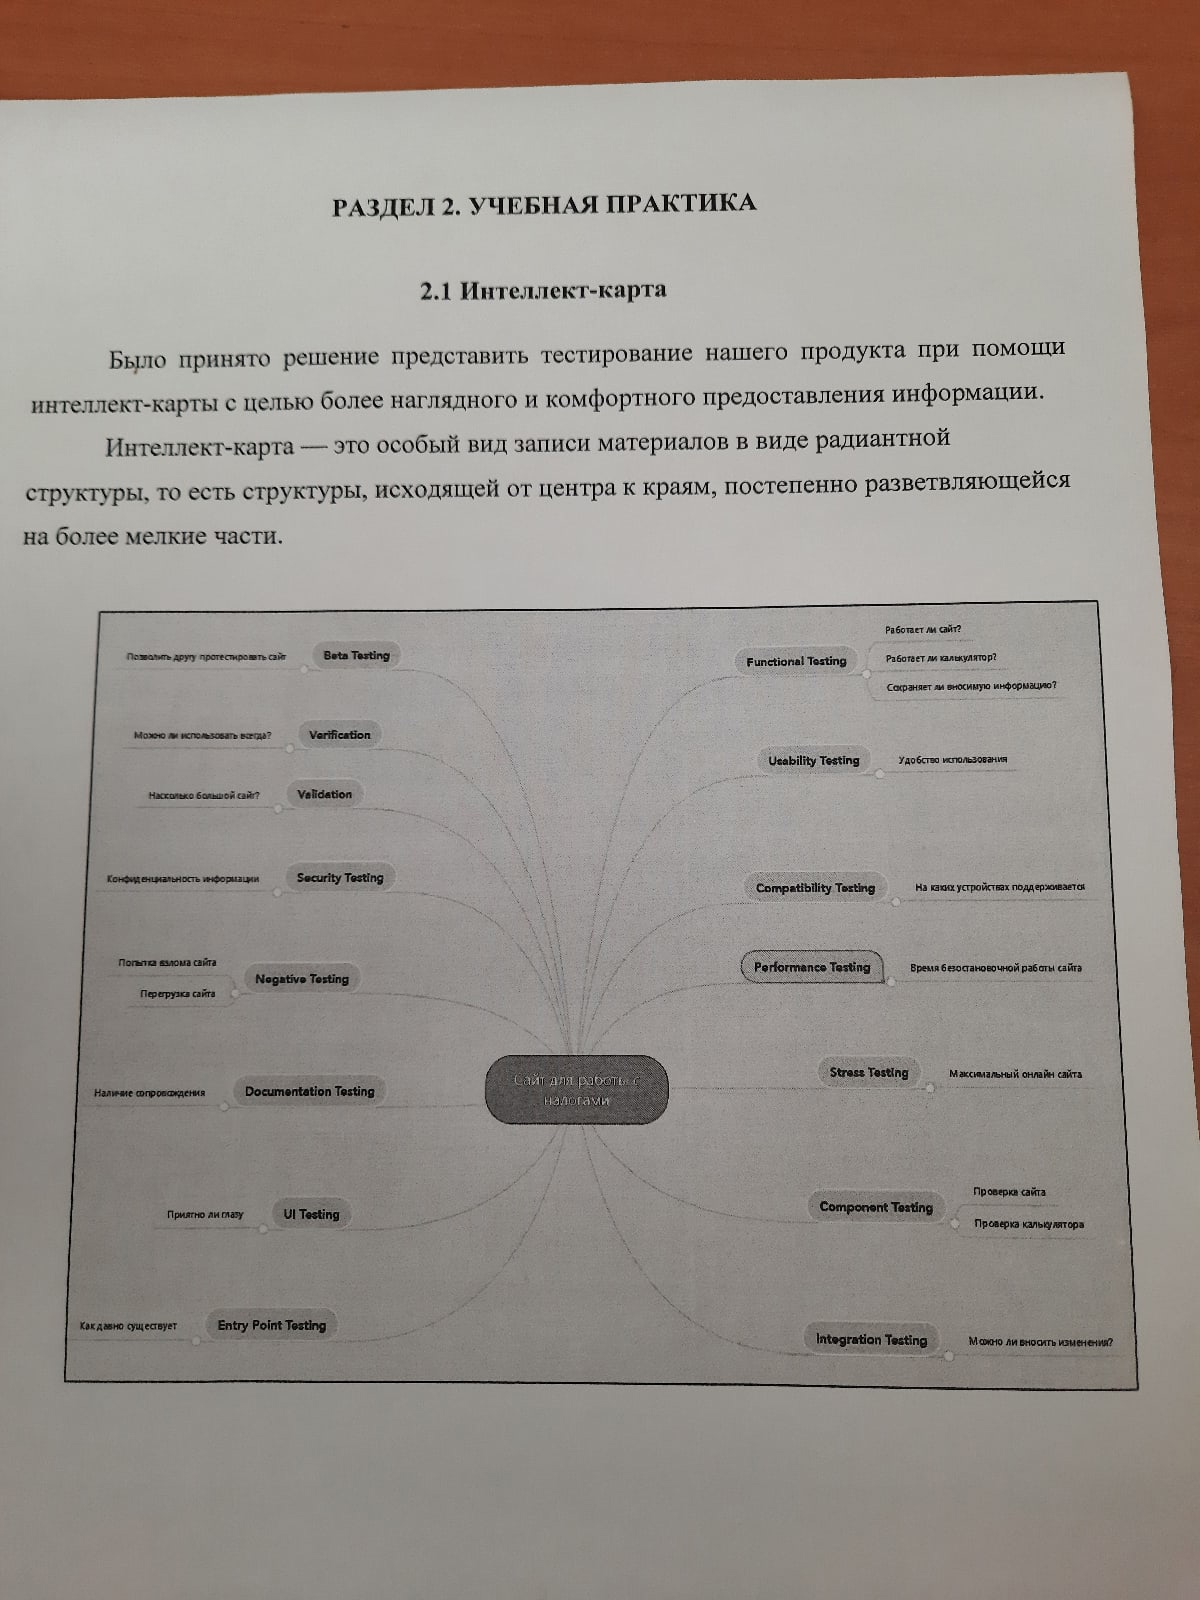 РАЗДЕЛ 2. УЧЕБНАЯ ПРАКТИКА
2.1 Интеллект-карта
Было принято решение представить тестирование нашего продукта при помощи
интеллект-карты с целью более наглядного и комфортного предоставления информации.
Интеллект-карта — это особый вид записи материалов в виде радиантной
структуры, то есть структуры, исходящей от центра к краям, постепенно разветвляющейся
на более мелкие части.
Позволить другу протестировать сайт
Beta Testing
Можно ли использовать всегда?
Verification
Насколько большой сайт?
Validation
Конфиденциальность информации
Security Testing
Попытка взлома сайта
Перегрузка сайта
Negative Testing
Наличие сопровождения
Documentation Testing
Приятно ли глазу
UI Testing
Как давно существует
Entry Point Testing
Сайт для работы с
налогами
Functional Testing
Работает ли сайт?
Работает ли калькулятор?
Сохраняет ли вносимую информацию?
Usability Testing
Удобство использования
Compatibility Testing
На каких устройствах поддерживается
Performance Testing
Время безостановочной работы сайта
Stress Testing
Максимальный онлайн сайта
Component Testing
Проверка сайта
Проверка калькулятора
Integration Testing
Можно ли вносить изменения?